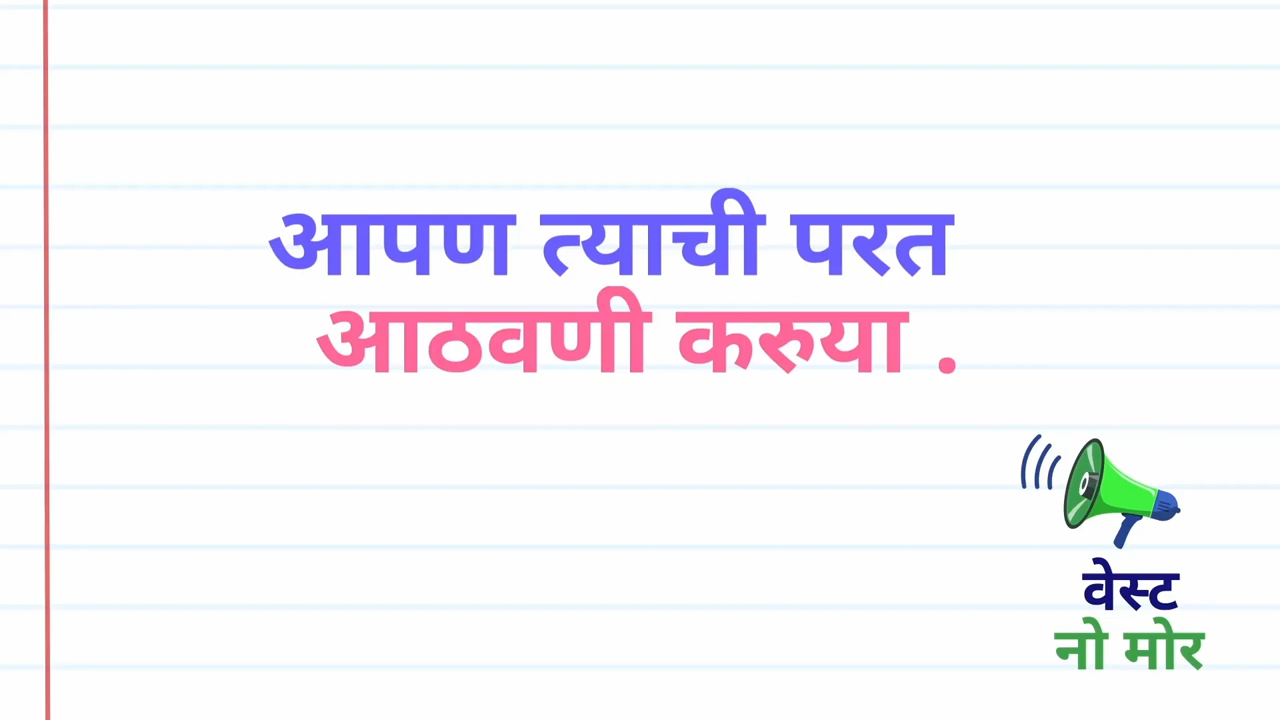 आपण त्याची परत
आठवणी करुया .
वेस्ट
नो मोर